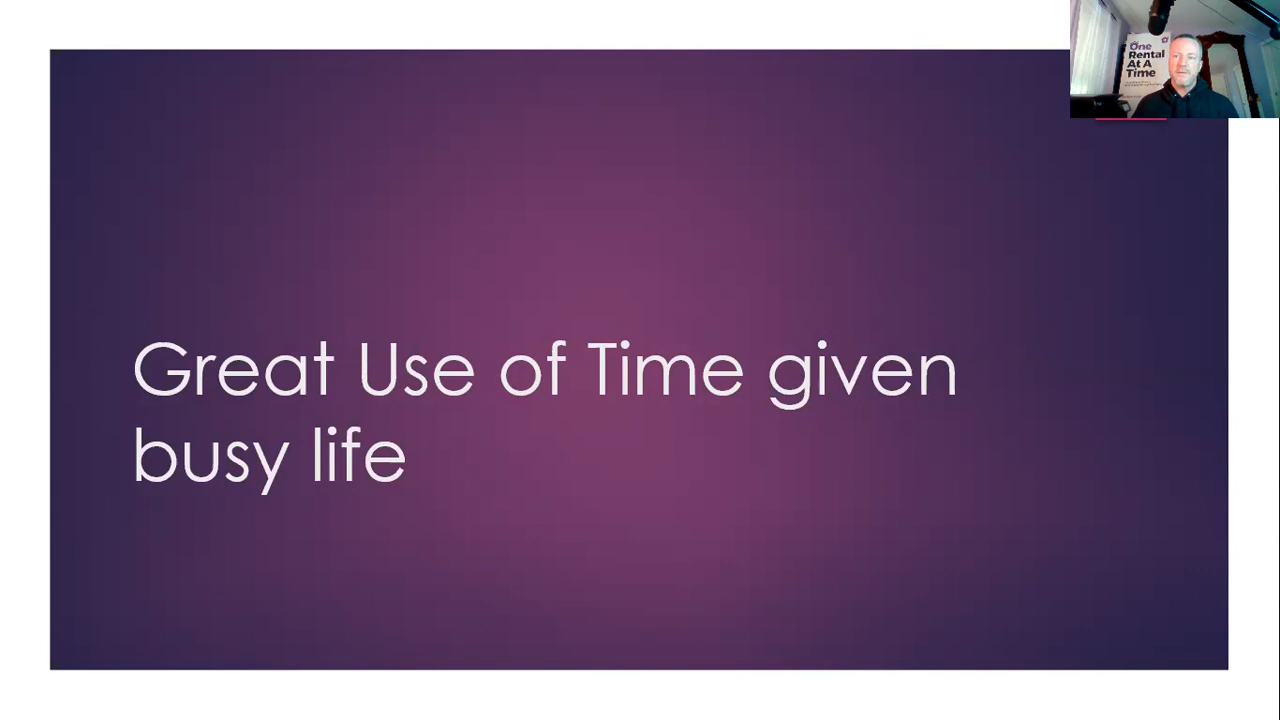 One
Rental
At A
Time
Great Use of Time given
busy life